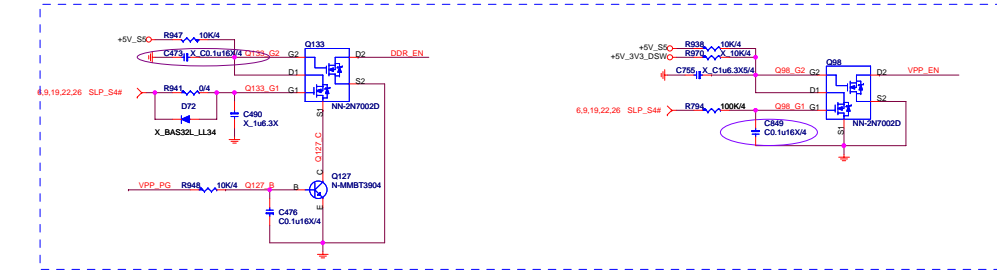 +5V_S5
R947
10K/4
C473
X_C0.1u16X/4
Q133_G2
Q133
G2
D2
DDR_EN
D1
S2
6,9,19,22,26 SLP_S4#
R941
0/4
Q133_G1
G1
S1
NN-2N7002D
D72
X_BAS32L_LL34
C490
X_1u6.3X
Q127_C
VPP_PG
R948
10K/4
Q127_B
B
C
E
Q127
N-MMBT3904
C476
C0.1u16X/4
+5V_S5
+5V_3V3_DSW
R938
10K/4
R970
X_10K/4
C755
X_C1u6.3X5/4
Q98_G2
Q98
G2
D2
VPP_EN
D1
S2
6,9,19,22,26 SLP_S4#
R794
100K/4
Q98_G1
G1
S1
NN-2N7002D
C849
C0.1u16X/4